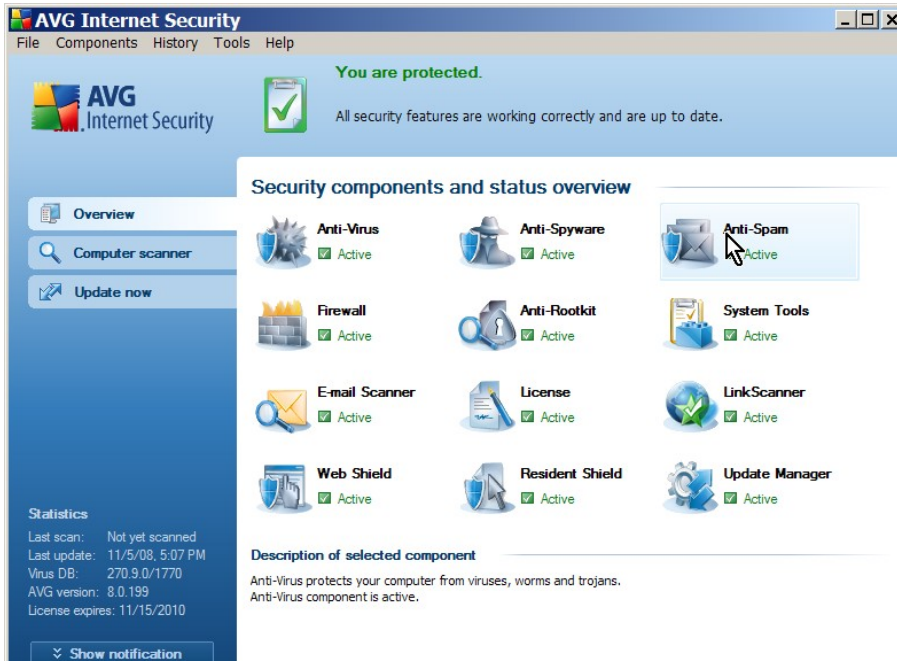 AVG Internet Security
File Components History Tools Help
You are protected.
AVG
Internet Security
All security features are working correctly and are up to date.
Security components and status overview
Overview
Computer scanner
Update now
Anti-Virus
Active
Anti-Spyware
Active
Anti-Spam
Active
Firewall
Active
Anti-Rootkit
Active
System Tools
Active
E-mail Scanner
Active
License
Active
LinkScanner
Active
Web Shield
Active
Resident Shield
Active
Update Manager
Active
Statistics
Last scan: Not yet scanned
Last update: 11/5/08, 5:07 PM
Virus DB: 270.9.0/1770
AVG version: 8.0.199
License expires: 11/15/2010
Show notification
Description of selected component
Anti-Virus protects your computer from viruses, worms and trojans.
Anti-Virus component is active.